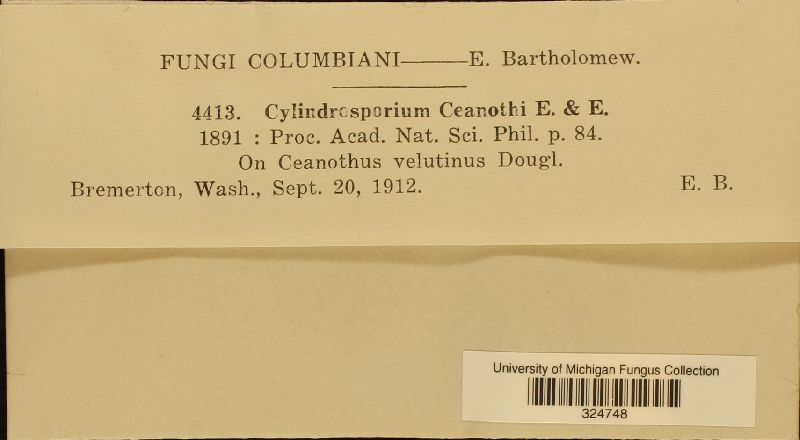 FUNGI COLUMBIANI———E. Bartholomew.
4413. Cylindrosporium Ceanothi E. & E.
1891 : Proc. Acad. Nat. Sci. Phil. p. 84.
On Ceanothus velutinus Dougl.
Bremerton, Wash., Sept. 20, 1912. E. B.
University of Michigan Fungus Collection
324748